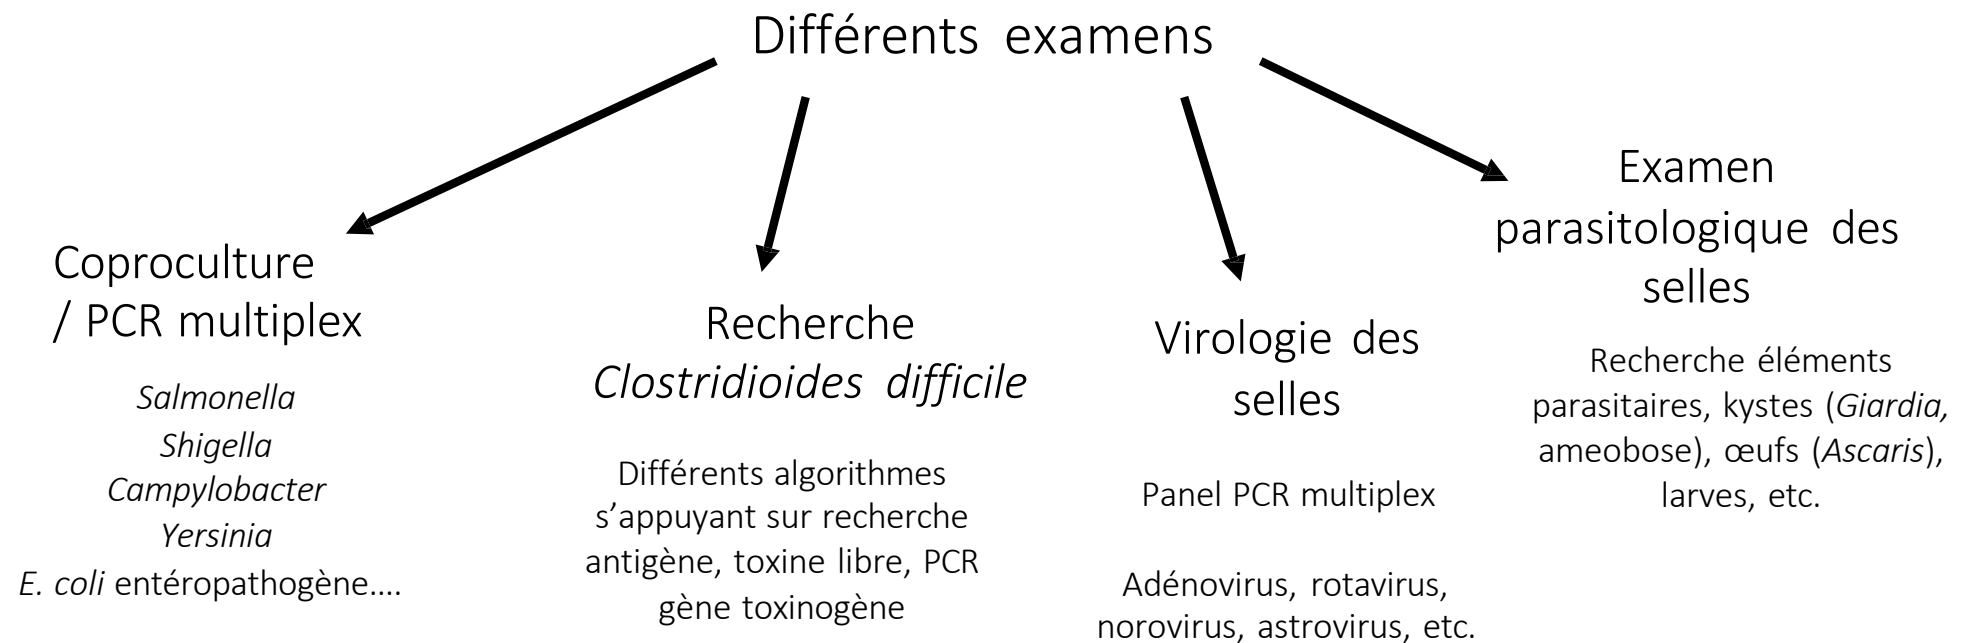 Différents examens
Coproculture
/ PCR multiplex
Salmonella
Shigella
Campylobacter
Yersinia
E. coli entéropathogène....
Recherche
Clostridioides difficile
Différents algorithmes
s’appuyant sur recherche
antigène, toxine libre, PCR
gène toxinogène
Virologie des
selles
Panel PCR multiplex
Adénovirus, rotavirus,
norovirus, astrovirus, etc.
Examen
parasitologique des
selles
Recherche éléments
parasitaires, kystes (Giardia,
ameobose), œufs (Ascaris),
larves, etc.